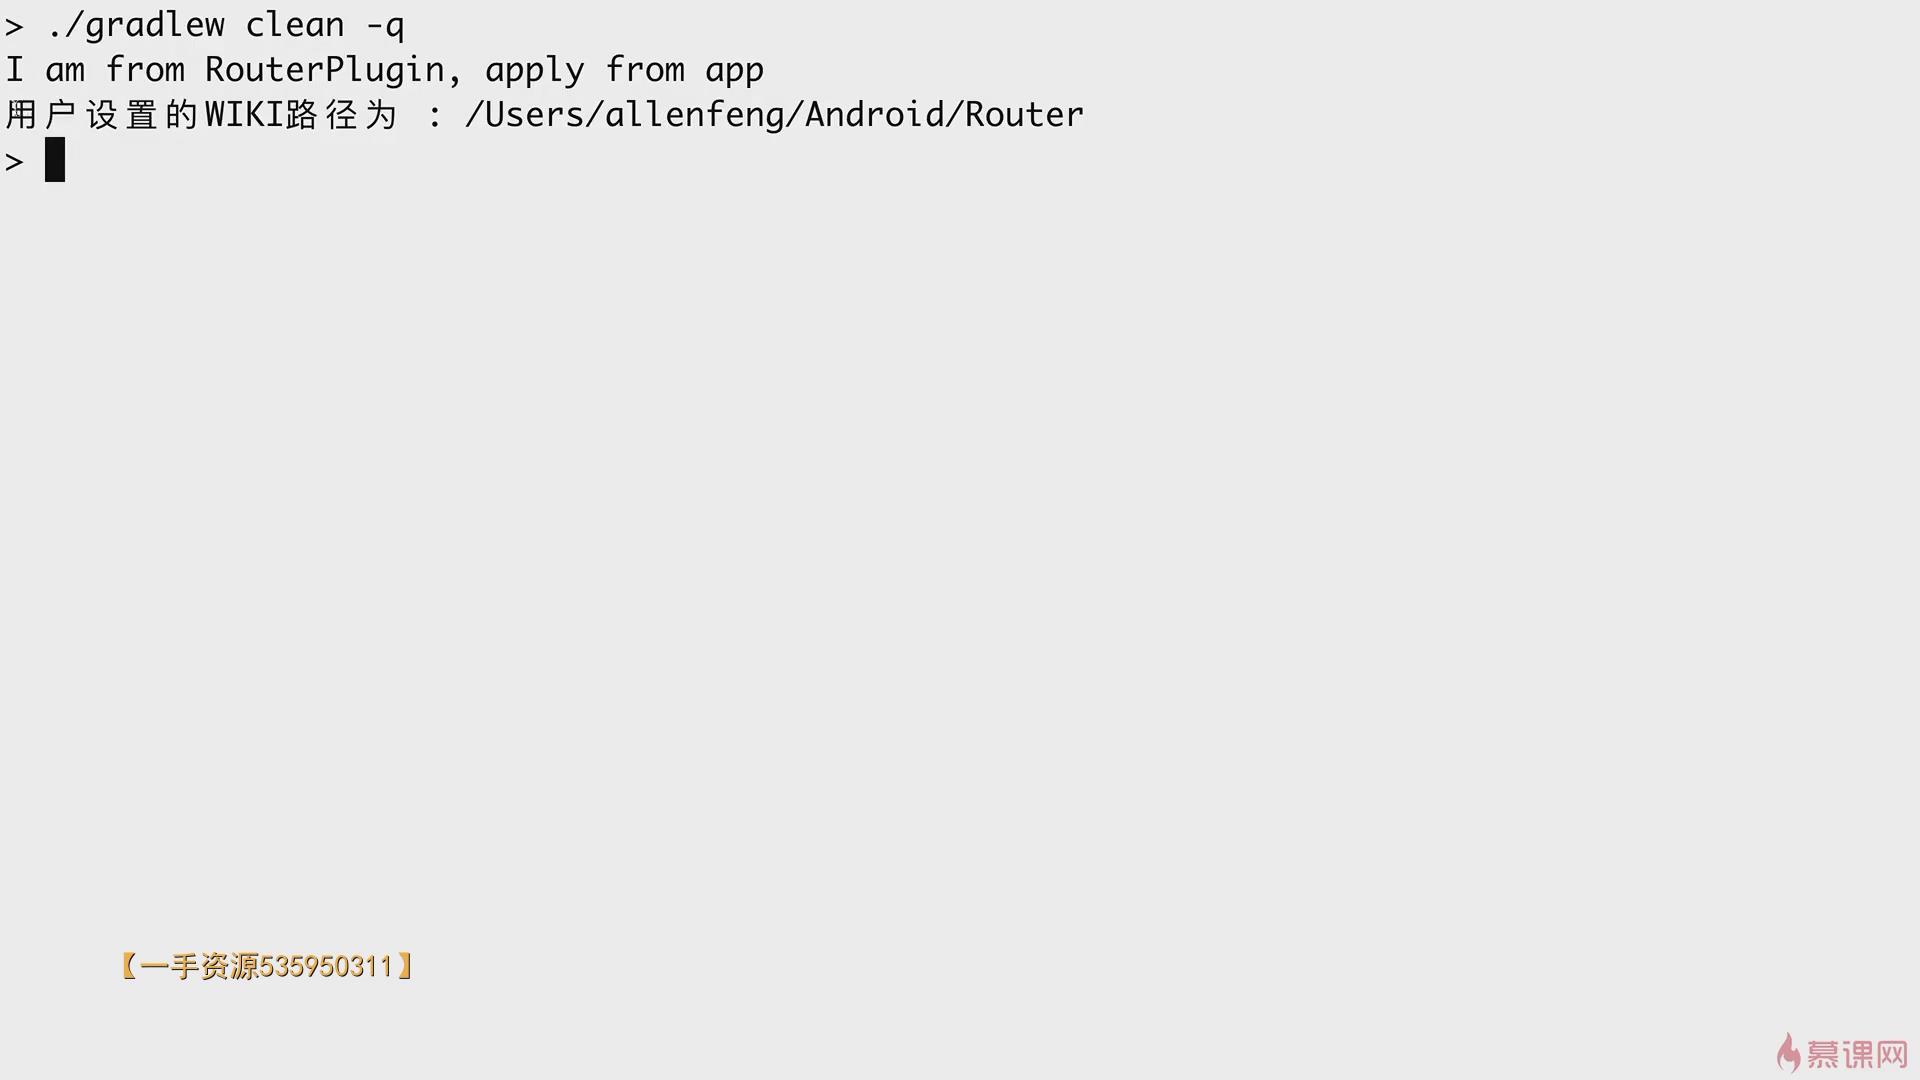 > ./gradlew clean -q
I am from RouterPlugin, apply from app
用户设置的WIKI路径为 : /Users/allenfeng/Android/Router
>
【一手资源535950311】
慕课网